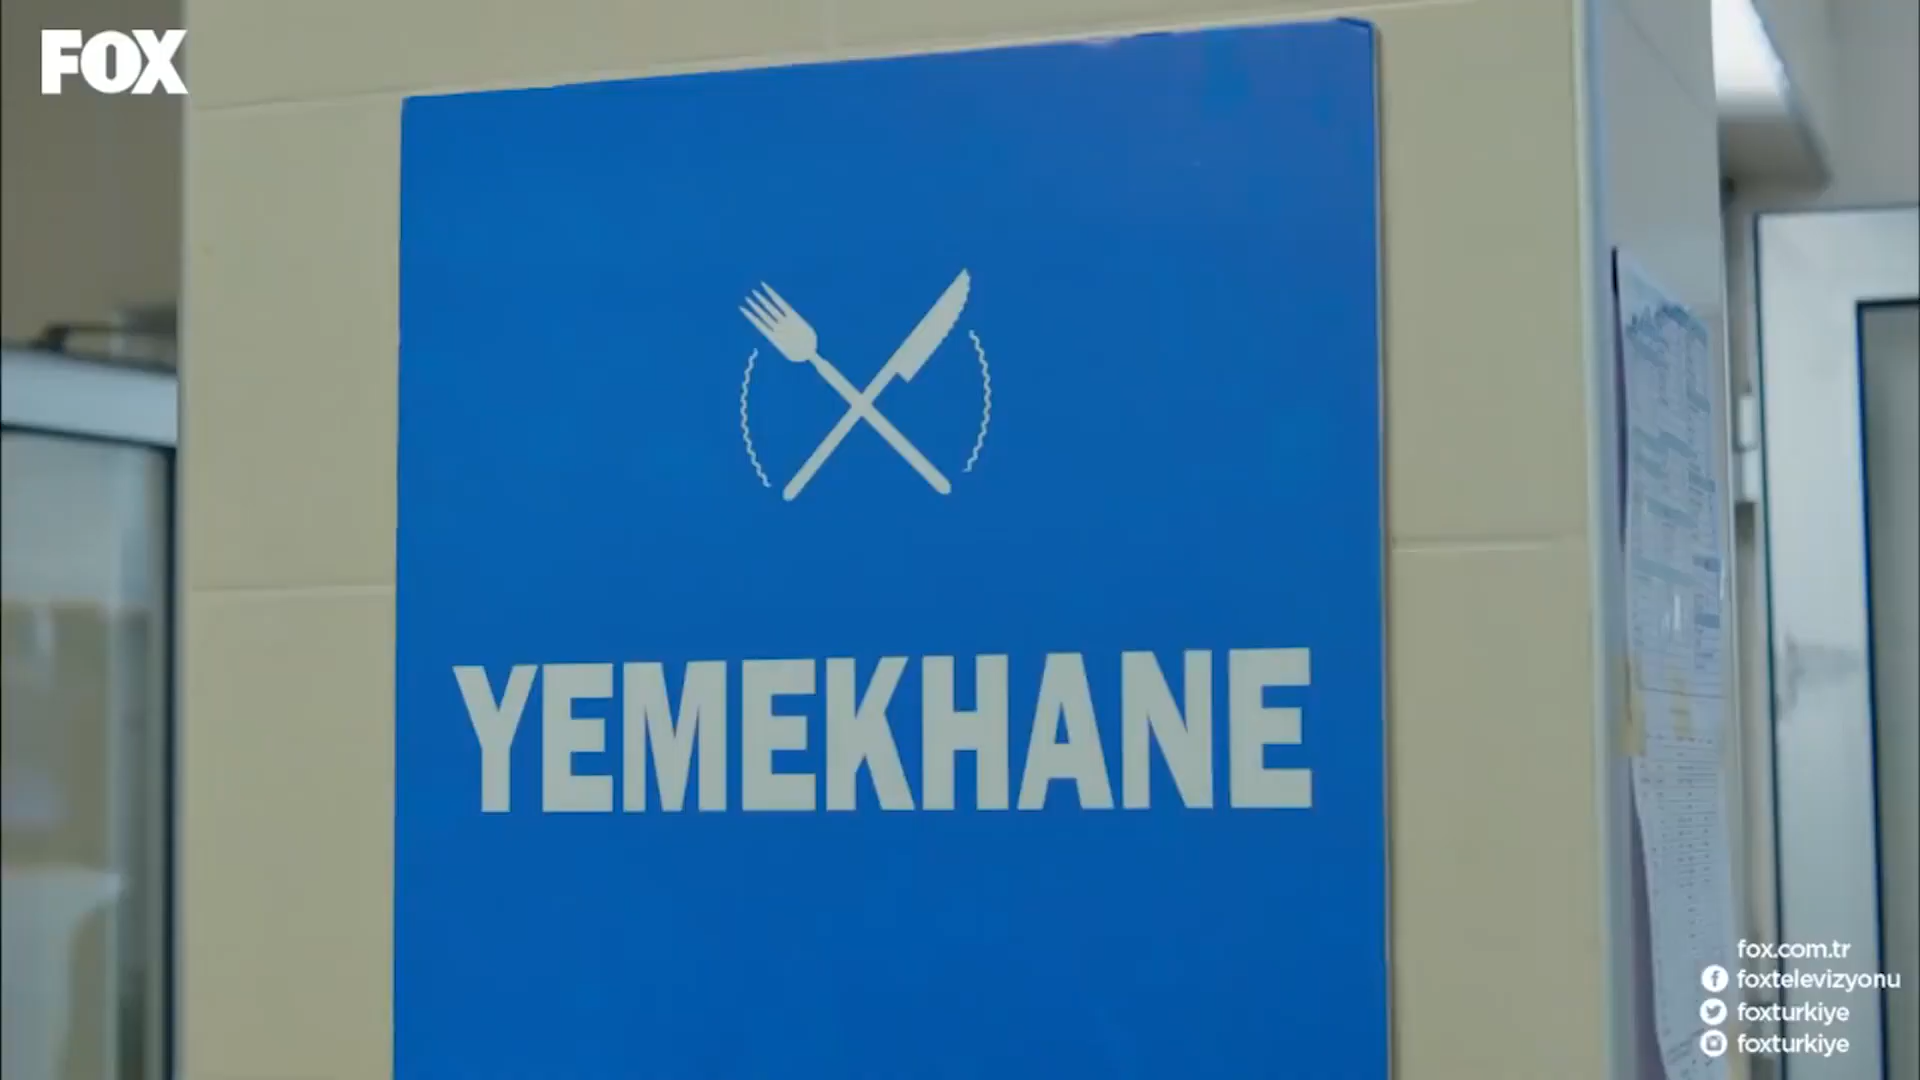 FOX
YEMEKHANE
fox.com.tr
foxtelevizyonu
foxturkiye
foxturkiye